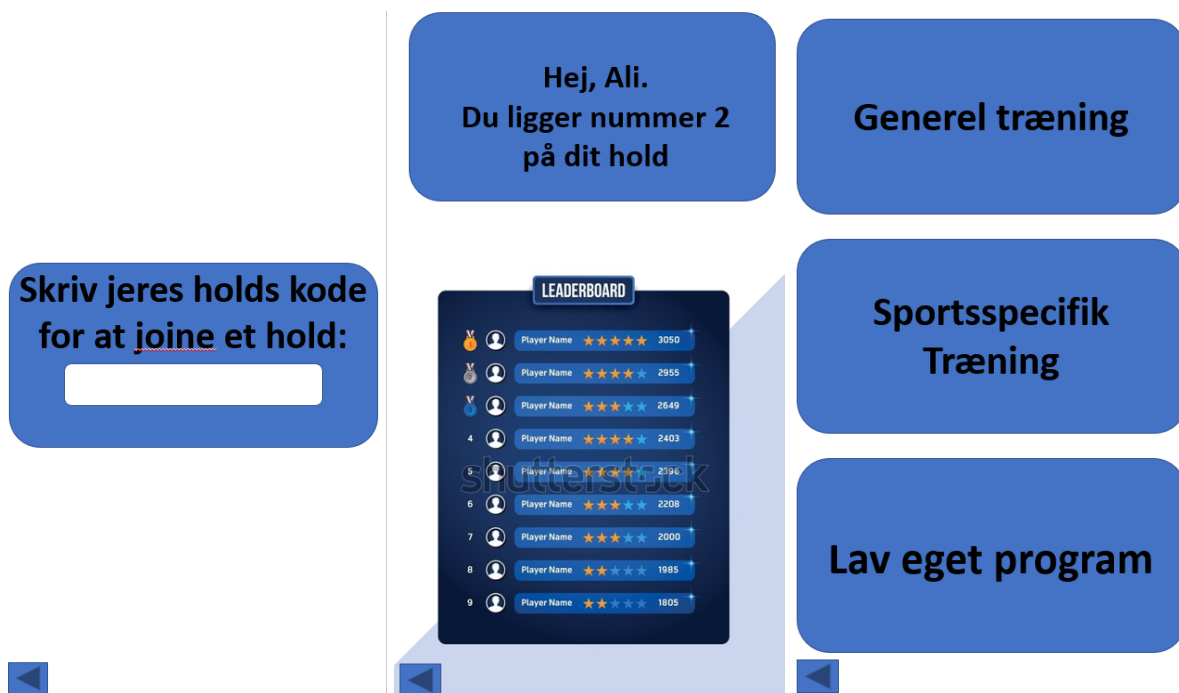 Skriv jeres holds kode
for at joine et hold:
Hej, Ali.
Du ligger nummer 2
på dit hold
LEADERBOARD
1 Player Name 3050
2 Player Name 2955
3 Player Name 2649
4 Player Name 2403
5 Player Name 2396
6 Player Name 2208
7 Player Name 2000
8 Player Name 1985
9 Player Name 1805
shutterstock
Generel træning
Sportsspecifik
Træning
Lav eget program